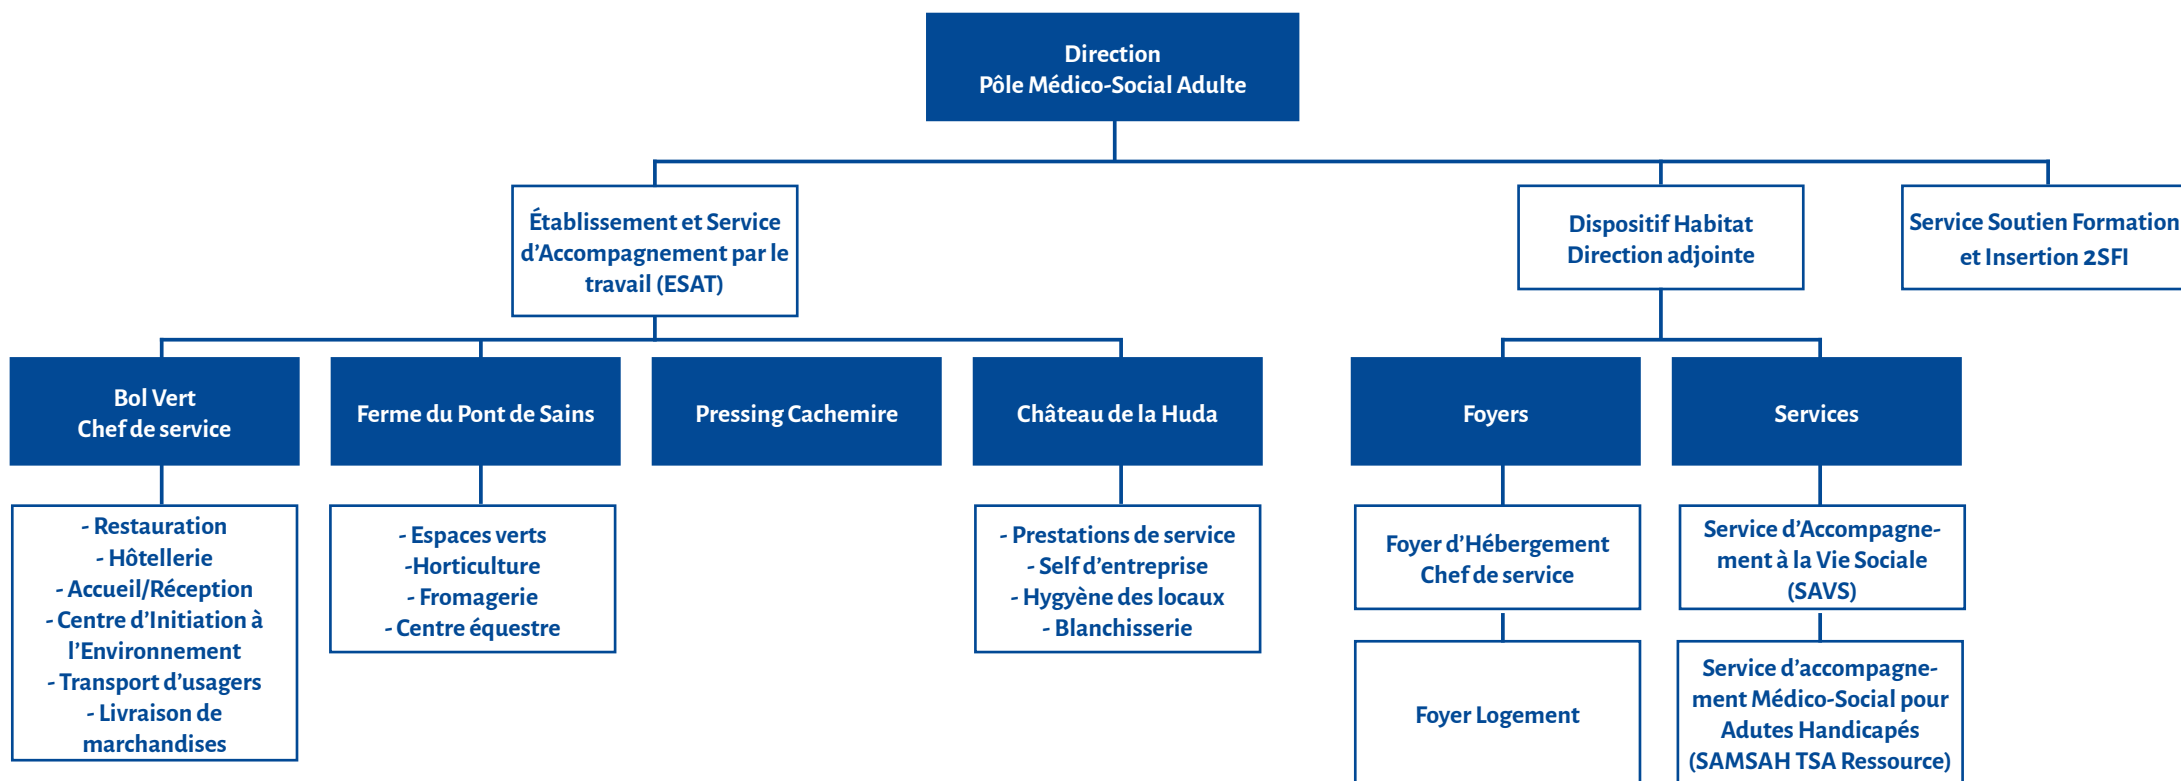 Direction
Pôle Médico-Social Adulte
Établissement et Service
d’Accompagnement par le
travail (ESAT)
Dispositif Habitat
Direction adjointe
Service Soutien Formation
et Insertion 2SFI
Bol Vert
Chef de service
Ferme du Pont de Sains
Pressing Cachemire
Château de la Huda
Foyers
Services
- Restauration
- Hôtellerie
- Accueil/Réception
- Centre d’Initiation à
l’Environnement
- Transport d’usagers
- Livraison de
marchandises
- Espaces verts
-Horticulture
- Fromagerie
- Centre équestre
- Prestations de service
- Self d’entreprise
- Hygyène des locaux
- Blanchisserie
Foyer d’Hébergement
Chef de service
Service d’Accompagne-
ment à la Vie Sociale
(SAVS)
Foyer Logement
Service d’accompagne-
ment Médico-Social pour
Adutes Handicapés
(SAMSAH TSA Ressource)